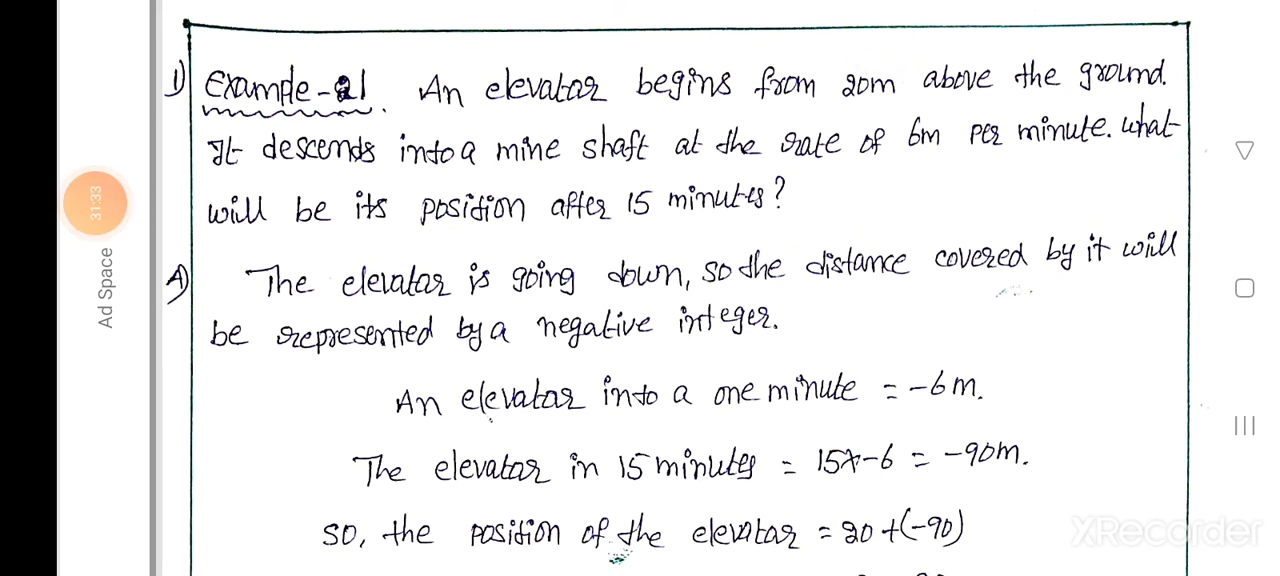 1) Example-21. An elevator begins from 20m above the ground.
It descends into a mine shaft at the rate of 6m per minute. what
will be its position after 15 minutes?
A) The elevator is going down, so the distance covered by it will
be represented by a negative integer.
An elevator into a one minute = -6m.
The elevator in 15 minutes = 15x-6 = -90m.
so, the position of the elevator = 20+(-90)
31:33
Ad Space
XRecorder